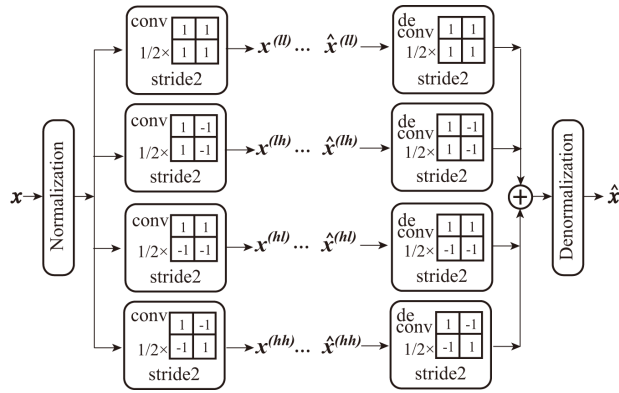 conv 1 1
1/2× 1 1
stride2
x^(ll) ... x̂^(ll)
de conv 1 1
1/2× 1 1
stride2
conv 1 -1
1/2× 1 -1
stride2
x^(lh) ... x̂^(lh)
de conv 1 -1
1/2× 1 -1
stride2
x
Normalization
+
Denormalization
x̂
conv 1 1
1/2× -1 -1
stride2
x^(hl) ... x̂^(hl)
de conv 1 1
1/2× -1 -1
stride2
conv 1 -1
1/2× -1 1
stride2
x^(hh) ... x̂^(hh)
de conv 1 -1
1/2× -1 1
stride2